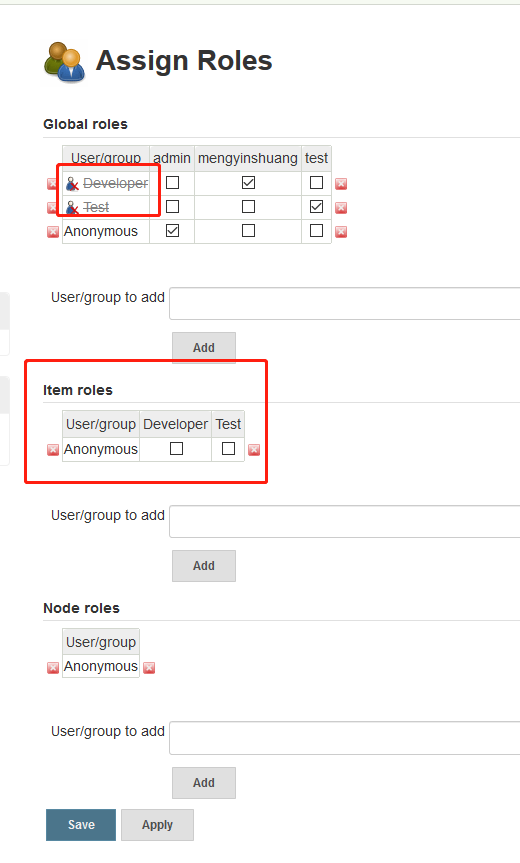 Assign Roles
Global roles
User/group admin mengyinshuang test
Developer
Test
Anonymous
User/group to add
Add
Item roles
User/group Developer Test
Anonymous
User/group to add
Add
Node roles
User/group
Anonymous
User/group to add
Add
Save Apply